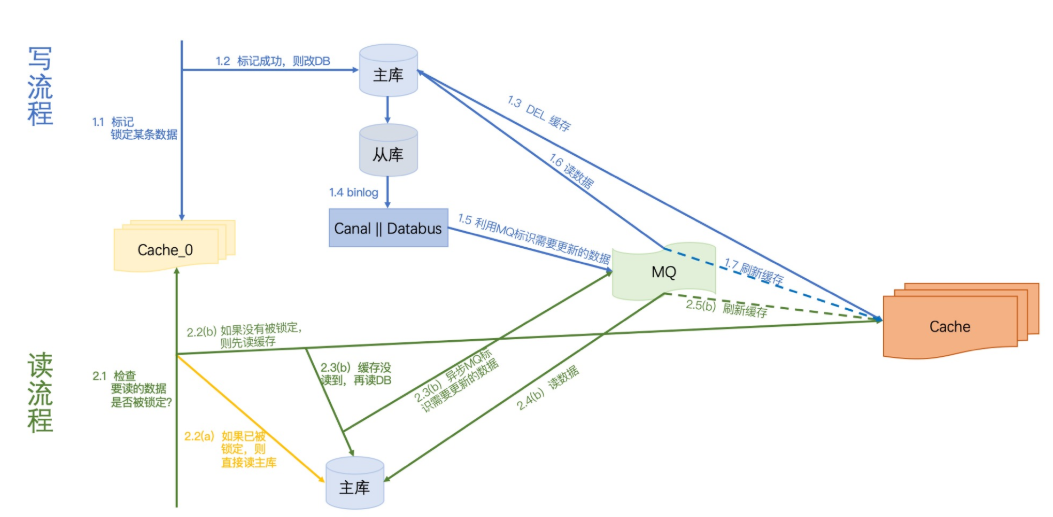 写流程
1.2 标记成功，则改DB
主库
1.1 标记
锁定某条数据
从库
1.3 DEL 缓存
1.6 读数据
1.4 binlog
Canal || Databus
1.5 利用MQ标识需要更新的数据
Cache_0
MQ
1.7 刷新缓存
2.5(b) 刷新缓存
Cache
读流程
2.1 检查
要读的数据
是否被锁定？
2.2(b) 如果没有被锁定，
则先读缓存
2.3(b) 缓存没
读到，再读DB
2.3(b) 异步MQ标
识需要更新的数据
2.4(b) 读数据
2.2(a) 如果已被
锁定，则
直接读主库
主库